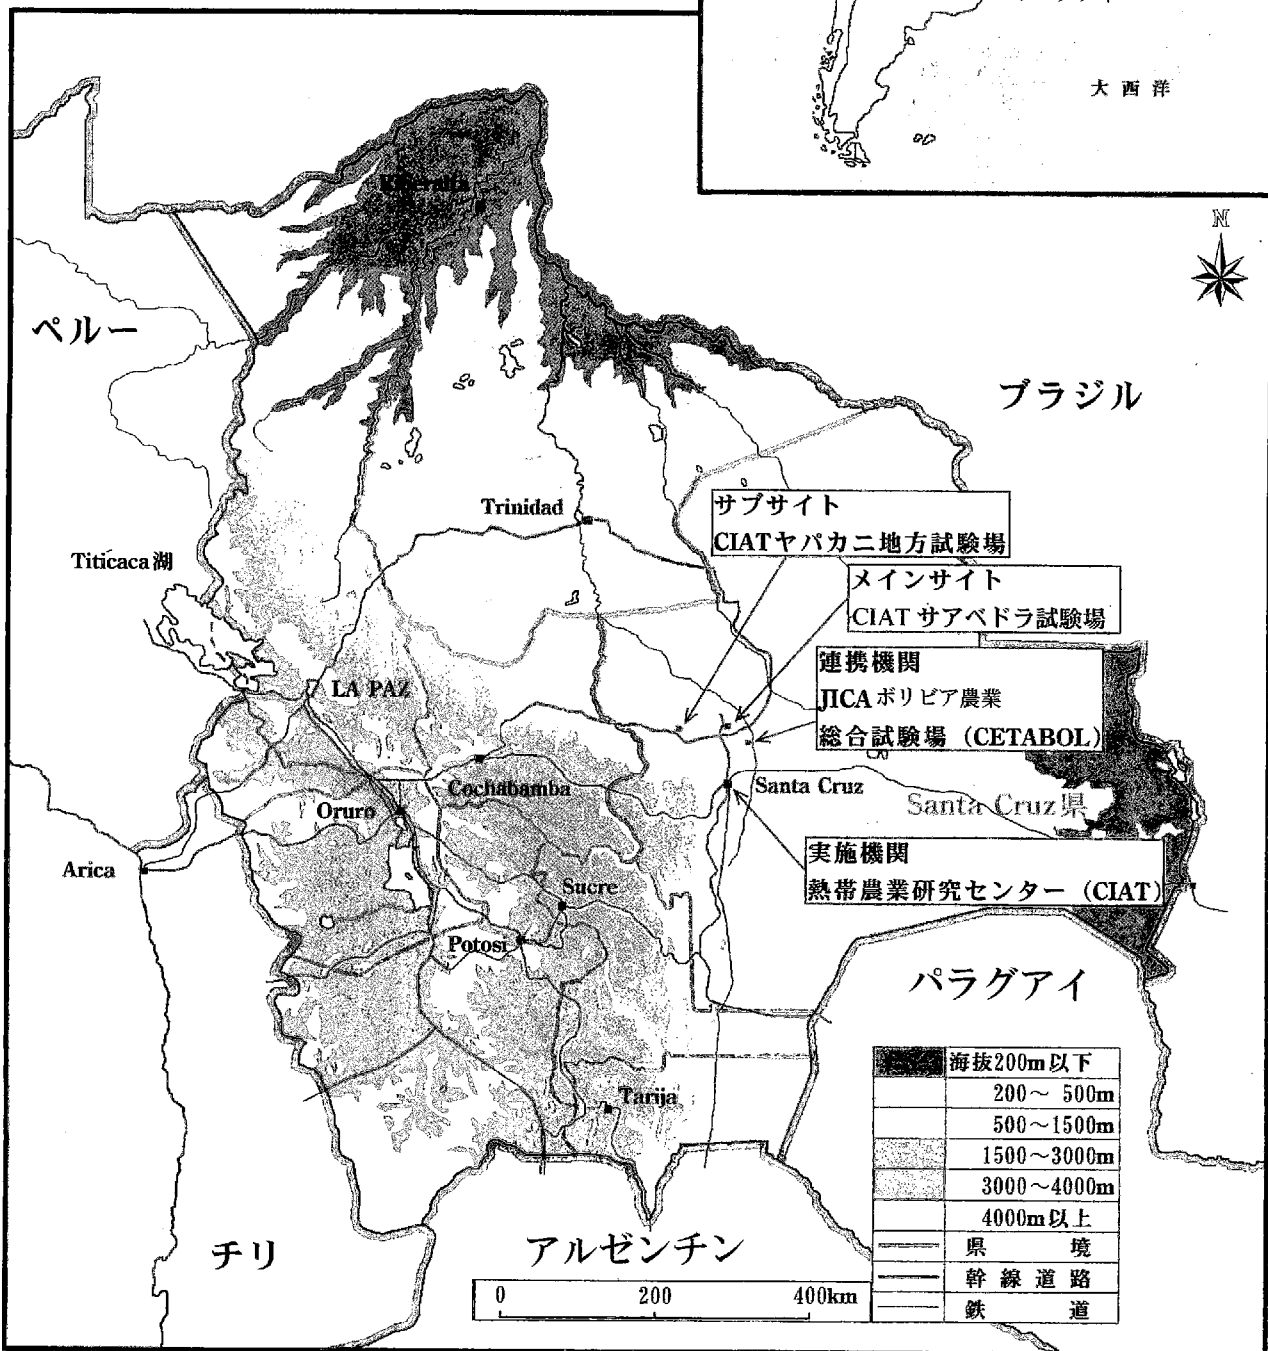 大西洋
N
ペルー
ブラジル
サブサイト
CIATヤパカニ地方試験場
Trinidad
Titicaca湖
メインサイト
CIAT サアベドラ試験場
連携機関
JICAボリビア農業
総合試験場（CETABOL）
LA PAZ
Cochabamba
Santa Cruz
Oruro
Santa Cruz県
実施機関
熱帯農業研究センター（CIAT）
Arica
Sucre
Potosi
パラグアイ
海抜200m以下
200～ 500m
500～1500m
1500～3000m
3000～4000m
4000m以上
県 境
幹線道路
鉄 道
Tarija
チリ
アルゼンチン
0 200 400km